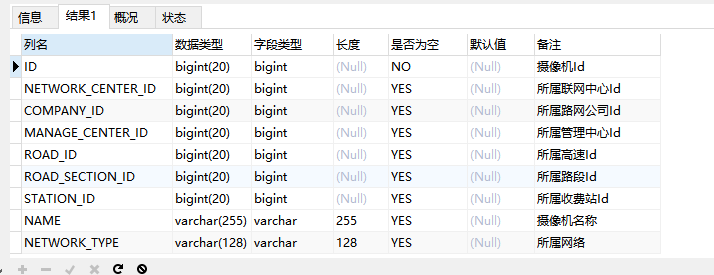 信息 结果1 概况 状态
列名 数据类型 字段类型 长度 是否为空 默认值 备注
ID bigint(20) bigint (Null) NO (Null) 摄像机Id
NETWORK_CENTER_ID bigint(20) bigint (Null) YES (Null) 所属联网中心Id
COMPANY_ID bigint(20) bigint (Null) YES (Null) 所属路网公司Id
MANAGE_CENTER_ID bigint(20) bigint (Null) YES (Null) 所属管理中心Id
ROAD_ID bigint(20) bigint (Null) YES (Null) 所属高速Id
ROAD_SECTION_ID bigint(20) bigint (Null) YES (Null) 所属路段Id
STATION_ID bigint(20) bigint (Null) YES (Null) 所属收费站Id
NAME varchar(255) varchar 255 YES (Null) 摄像机名称
NETWORK_TYPE varchar(128) varchar 128 YES (Null) 所属网络